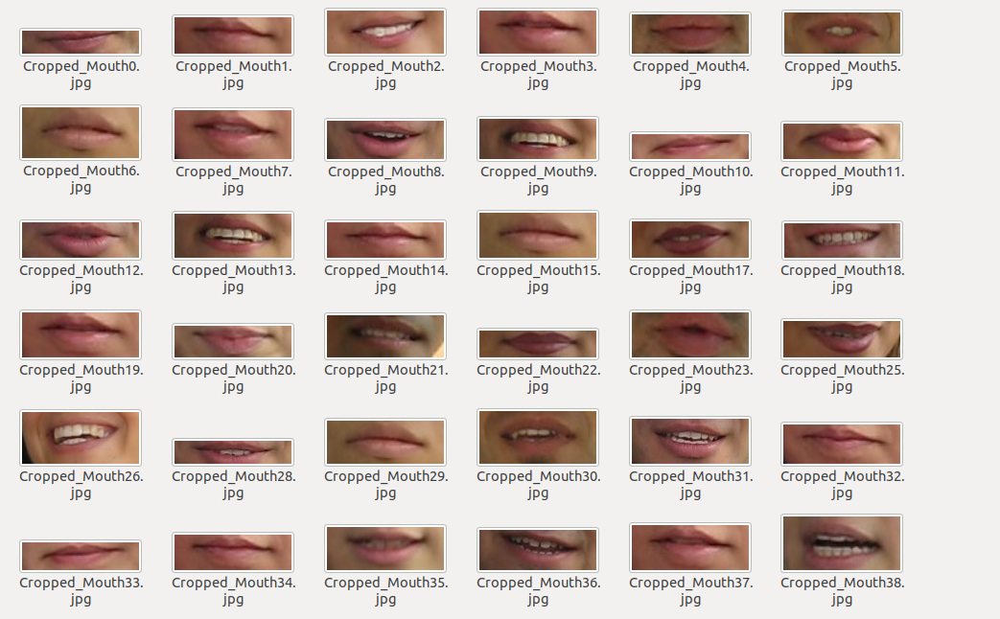 Cropped_Mouth0.
jpg
Cropped_Mouth1.
jpg
Cropped_Mouth2.
jpg
Cropped_Mouth3.
jpg
Cropped_Mouth4.
jpg
Cropped_Mouth5.
jpg
Cropped_Mouth6.
jpg
Cropped_Mouth7.
jpg
Cropped_Mouth8.
jpg
Cropped_Mouth9.
jpg
Cropped_Mouth10.
jpg
Cropped_Mouth11.
jpg
Cropped_Mouth12.
jpg
Cropped_Mouth13.
jpg
Cropped_Mouth14.
jpg
Cropped_Mouth15.
jpg
Cropped_Mouth17.
jpg
Cropped_Mouth18.
jpg
Cropped_Mouth19.
jpg
Cropped_Mouth20.
jpg
Cropped_Mouth21.
jpg
Cropped_Mouth22.
jpg
Cropped_Mouth23.
jpg
Cropped_Mouth25.
jpg
Cropped_Mouth26.
jpg
Cropped_Mouth28.
jpg
Cropped_Mouth29.
jpg
Cropped_Mouth30.
jpg
Cropped_Mouth31.
jpg
Cropped_Mouth32.
jpg
Cropped_Mouth33.
jpg
Cropped_Mouth34.
jpg
Cropped_Mouth35.
jpg
Cropped_Mouth36.
jpg
Cropped_Mouth37.
jpg
Cropped_Mouth38.
jpg